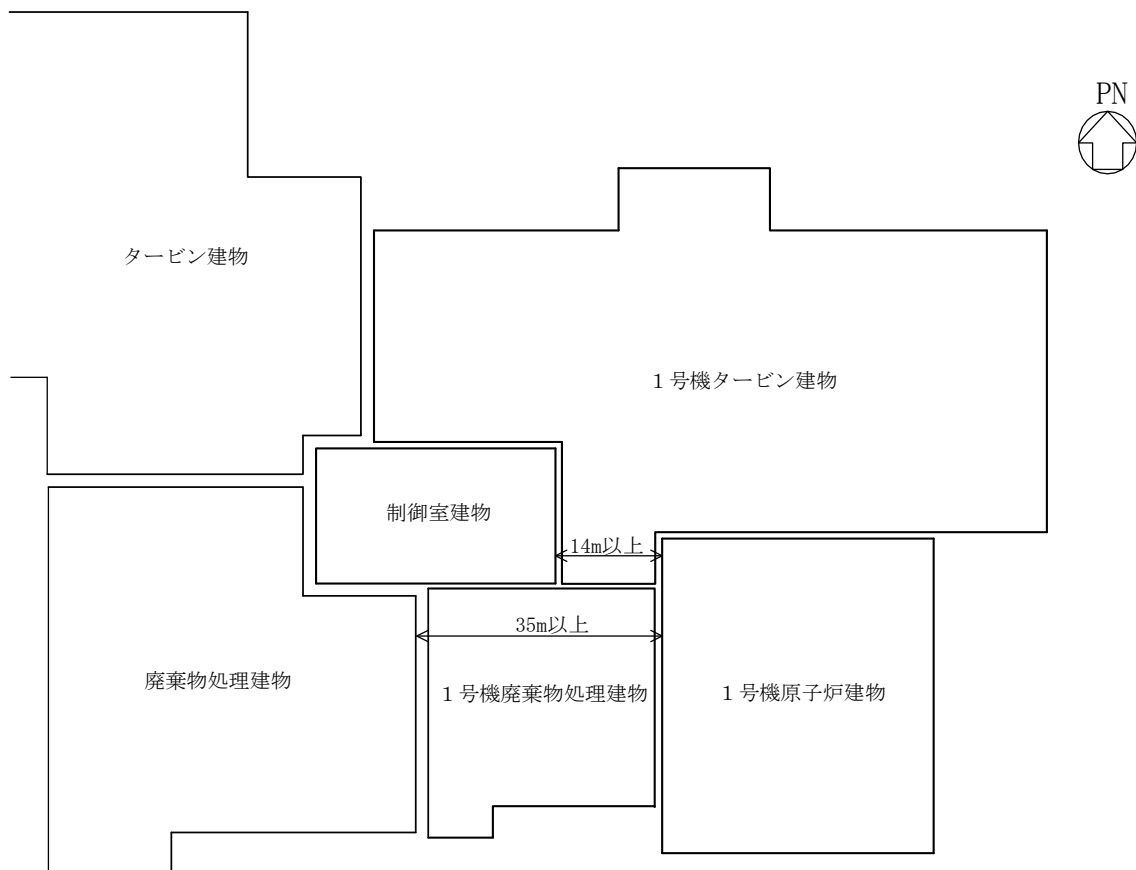 PN
タービン建物
１号機タービン建物
制御室建物
14m以上
35m以上
廃棄物処理建物
１号機廃棄物処理建物
１号機原子炉建物